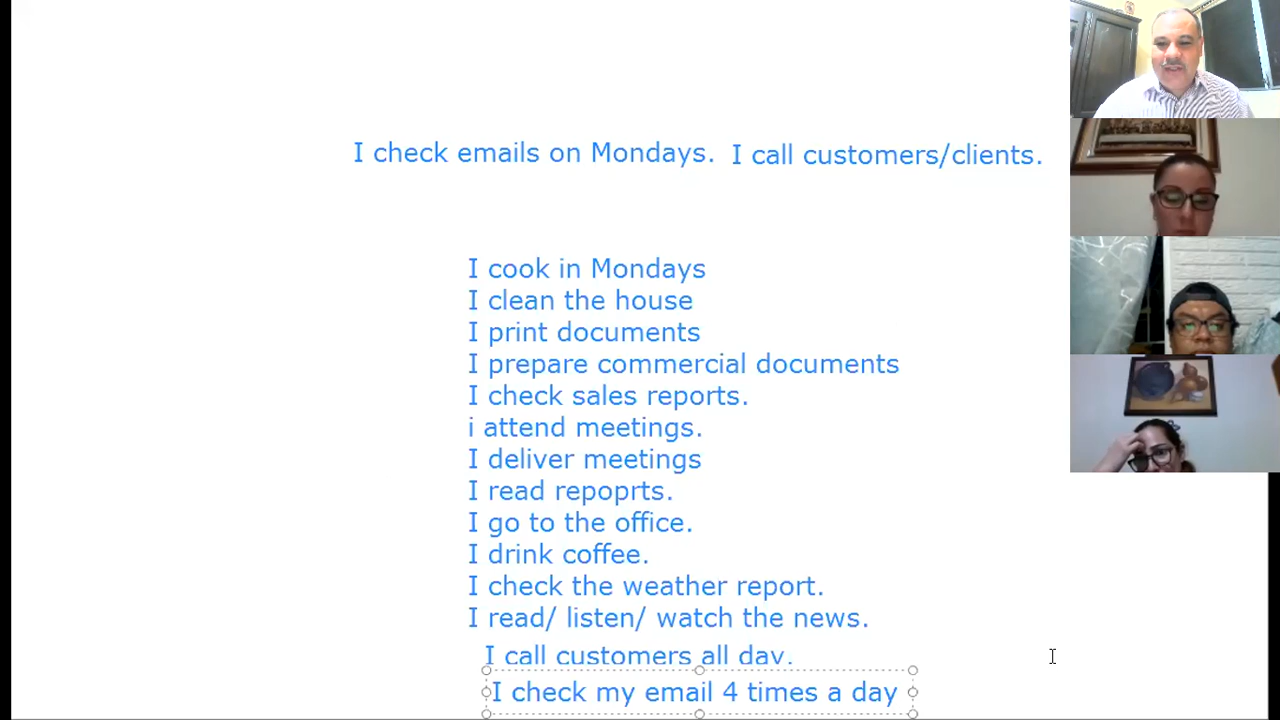 I check emails on Mondays. I call customers/clients.
I cook in Mondays
I clean the house
I print documents
I prepare commercial documents
I check sales reports.
i attend meetings.
I deliver meetings
I read repoprts.
I go to the office.
I drink coffee.
I check the weather report.
I read/ listen/ watch the news.
I call customers all day.
I check my email 4 times a day